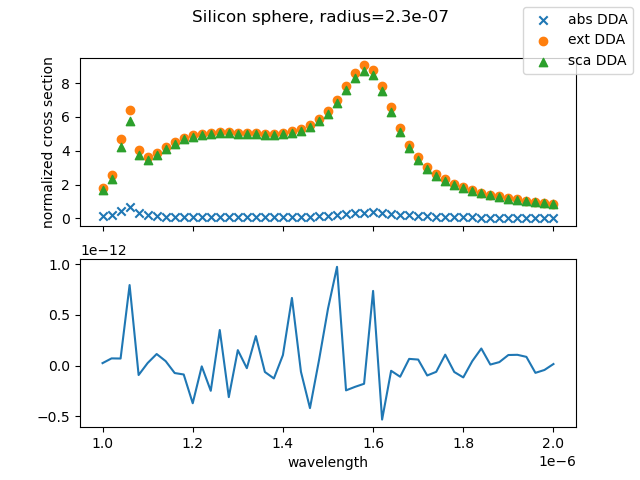 Silicon sphere, radius=2.3e-07
abs DDA
ext DDA
sca DDA
normalized cross section
8
6
4
2
0
1e−12
1.0
0.5
0.0
−0.5
1.0 1.2 1.4 1.6 1.8 2.0
wavelength
1e−6